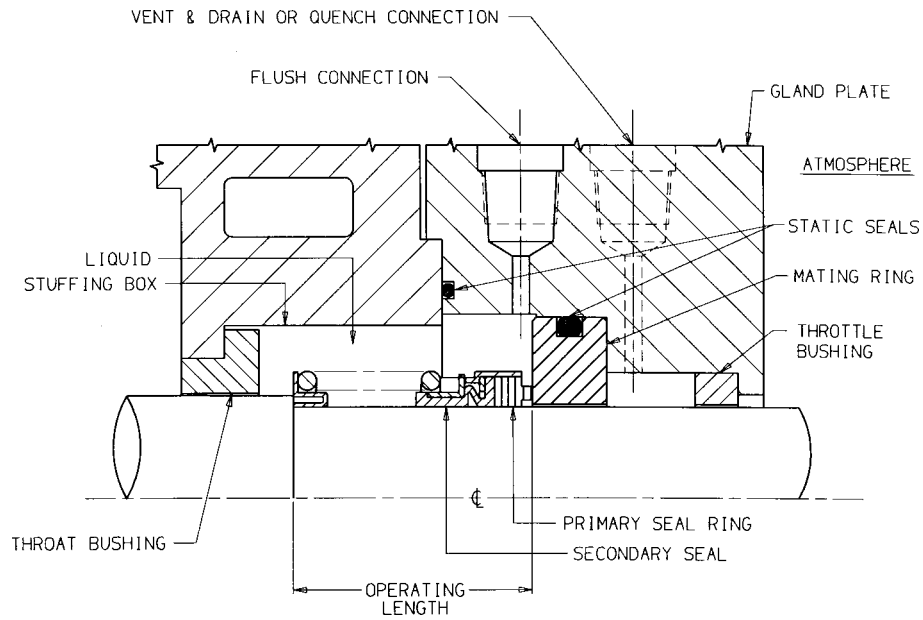 VENT & DRAIN OR QUENCH CONNECTION
FLUSH CONNECTION
GLAND PLATE
ATMOSPHERE
STATIC SEALS
LIQUID
MATING RING
STUFFING BOX
THROTTLE
BUSHING
℄
PRIMARY SEAL RING
THROAT BUSHING
SECONDARY SEAL
OPERATING
LENGTH